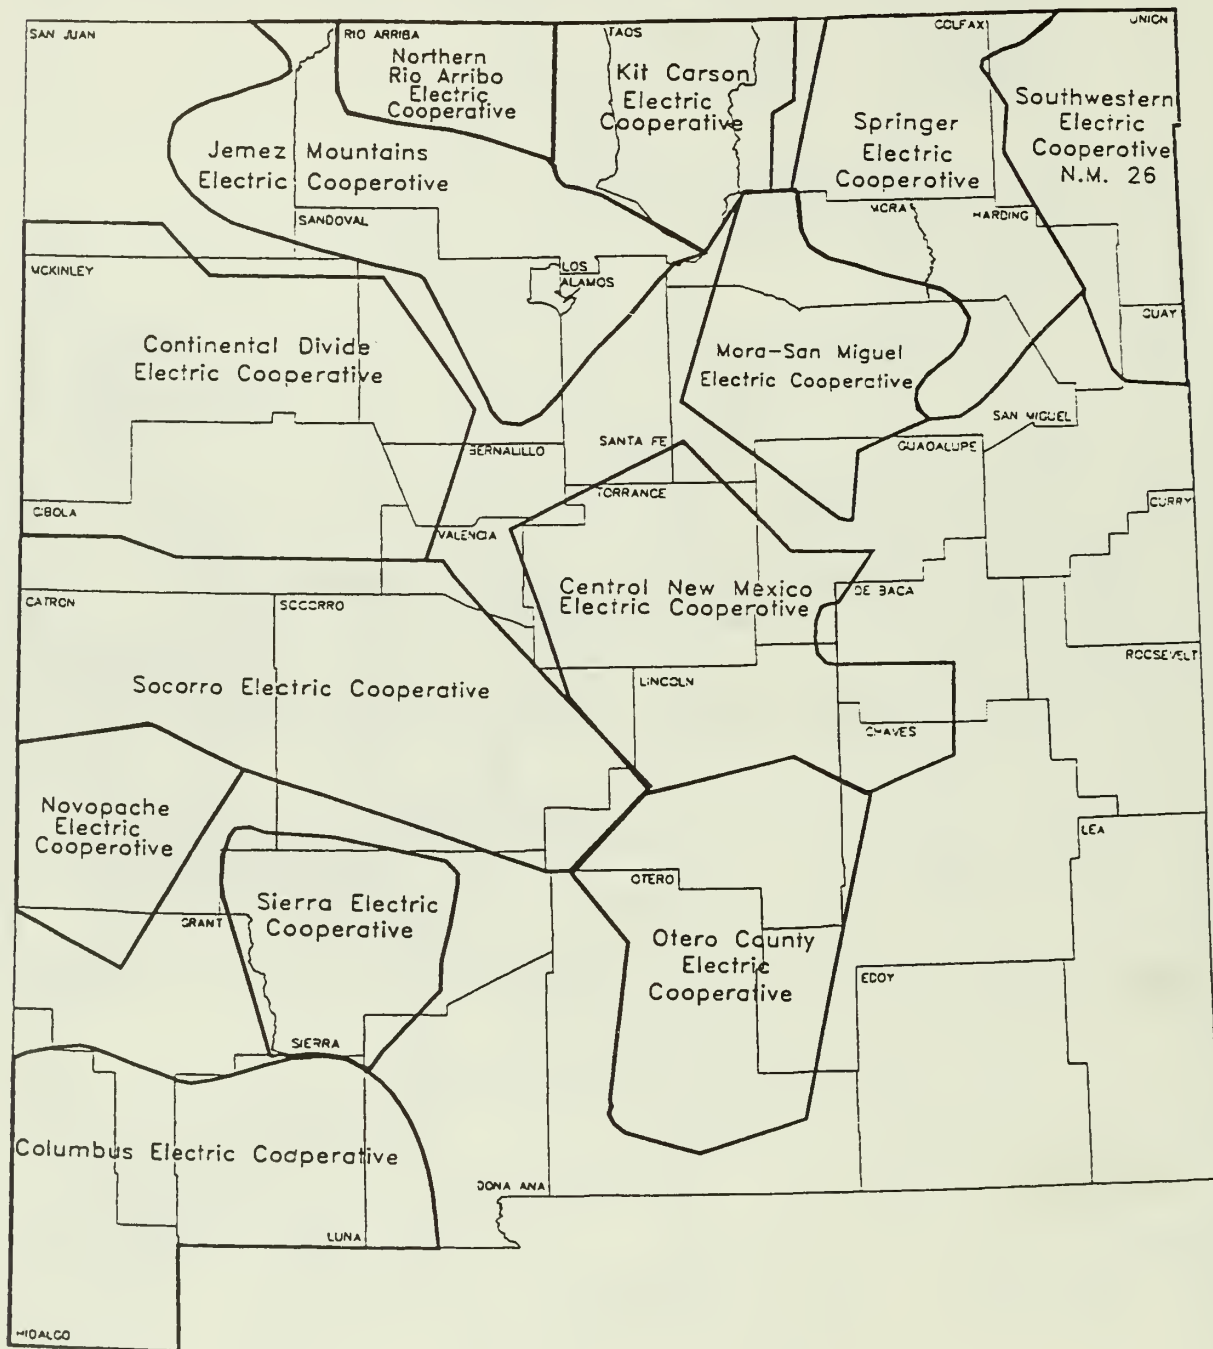 SAN JUAN
RIO ARRIBA
TAOS
COLFAX
UNION
Northern
Rio Arribo
Electric
Cooperative
Kit Carson
Electric
Cooperative
Springer
Electric
Cooperative
Southwestern
Electric
Cooperotive
N.M. 26
Jemez Mountains
Electric Cooperotive
SANDOVAL
MORA
HARDING
MCKINLEY
LOS
ALAMOS
QUAY
Continental Divide
Electric Cooperative
Mora-San Miguel
Electric Cooperative
SAN MIGUEL
BERNALILLO
SANTA FE
GUADALUPE
TORRANCE
CURRY
CIBOLA
VALENCIA
Central New Mexico
Electric Cooperative
DE BACA
CATRON
SOCORRO
ROOSEVELT
Socorro Electric Cooperative
LINCOLN
CHAVES
Novopache
Electric
Cooperotive
LEA
OTERO
Sierra Electric
Cooperative
GRANT
Otero County
Electric
Cooperative
EDDY
SIERRA
Columbus Electric Cooperative
DONA ANA
LUNA
HIDALGO